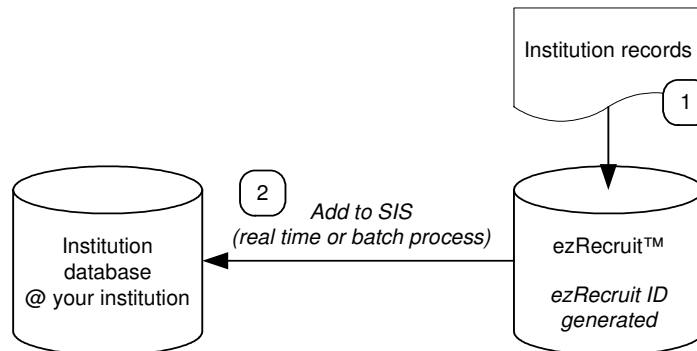 Institution records
1
2
Add to SIS
(real time or batch process)
Institution
database
@ your institution
ezRecruit™
ezRecruit ID
generated